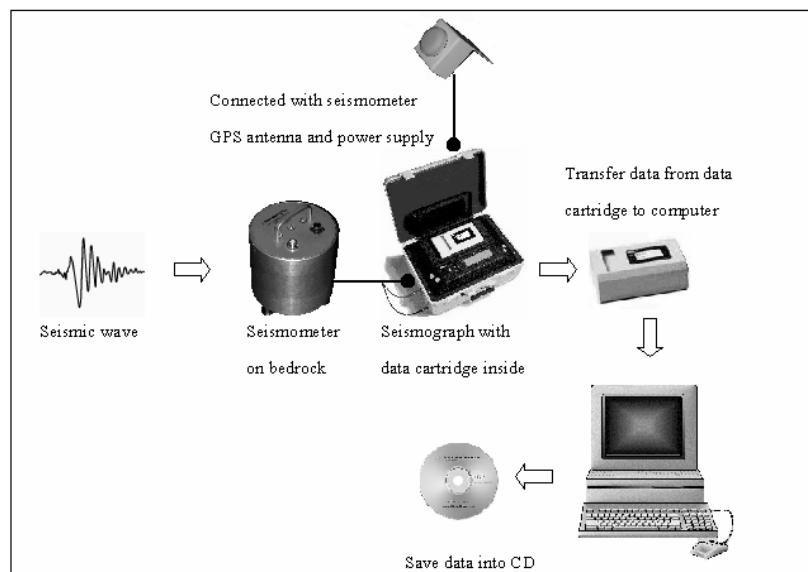 Connected with seismometer
GPS antenna and power supply
Transfer data from data
cartridge to computer
Seismic wave
Seismometer
on bedrock
Seismograph with
data cartridge inside
Save data into CD